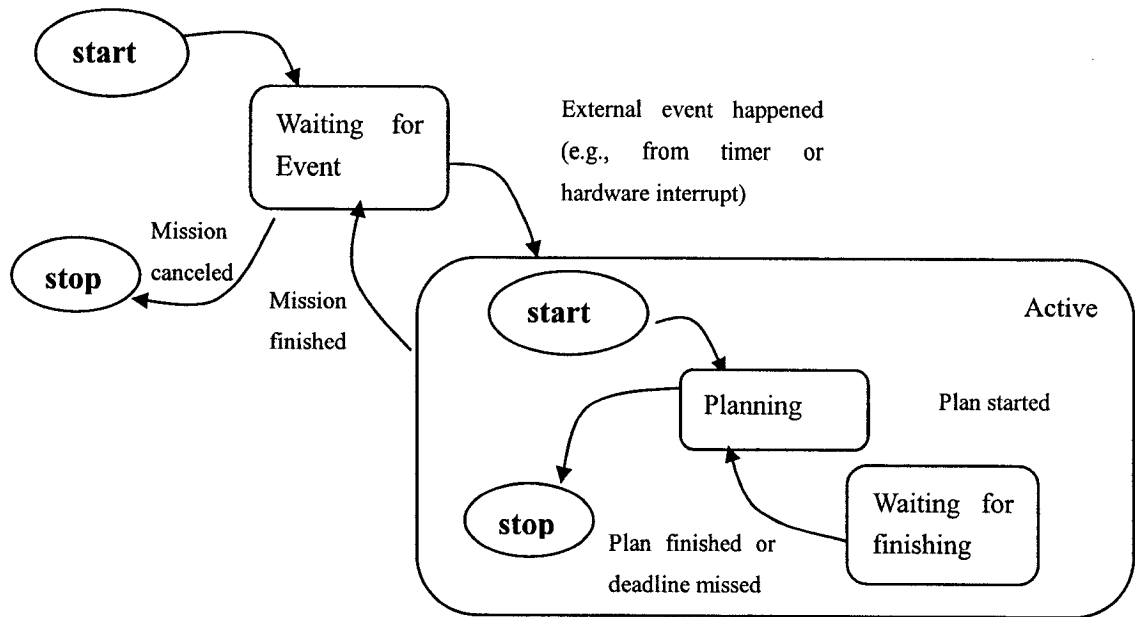 start
Waiting for
Event
External event happened
(e.g., from timer or
hardware interrupt)
Mission
canceled
stop
Mission
finished
start
Active
Planning
Plan started
stop
Waiting for
finishing
Plan finished or
deadline missed